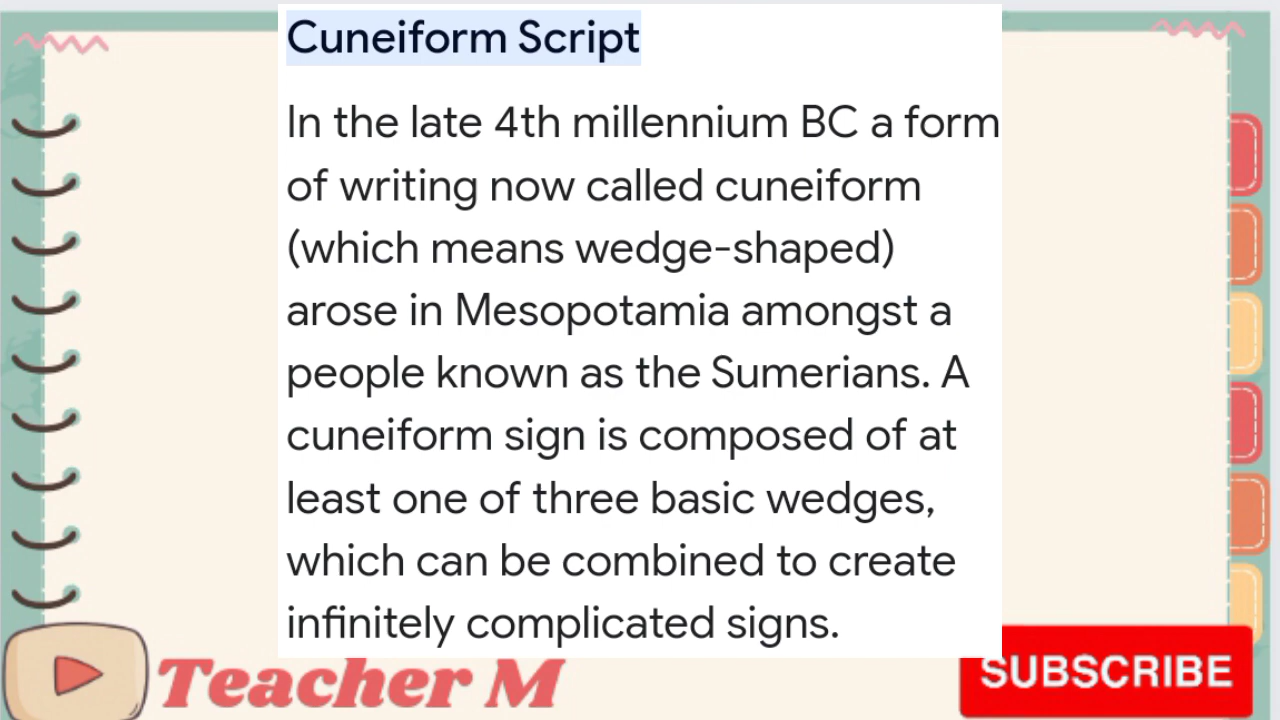 Cuneiform Script
In the late 4th millennium BC a form
of writing now called cuneiform
(which means wedge-shaped)
arose in Mesopotamia amongst a
people known as the Sumerians. A
cuneiform sign is composed of at
least one of three basic wedges,
which can be combined to create
infinitely complicated signs.
Teacher M
SUBSCRIBE